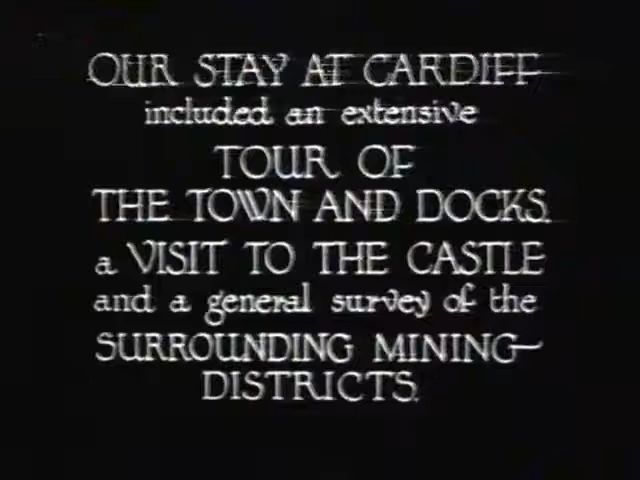 OUR STAY AT CARDIFF
included an extensive
TOUR OF
THE TOWN AND DOCKS,
a VISIT TO THE CASTLE
and a general survey of the
SURROUNDING MINING
DISTRICTS.